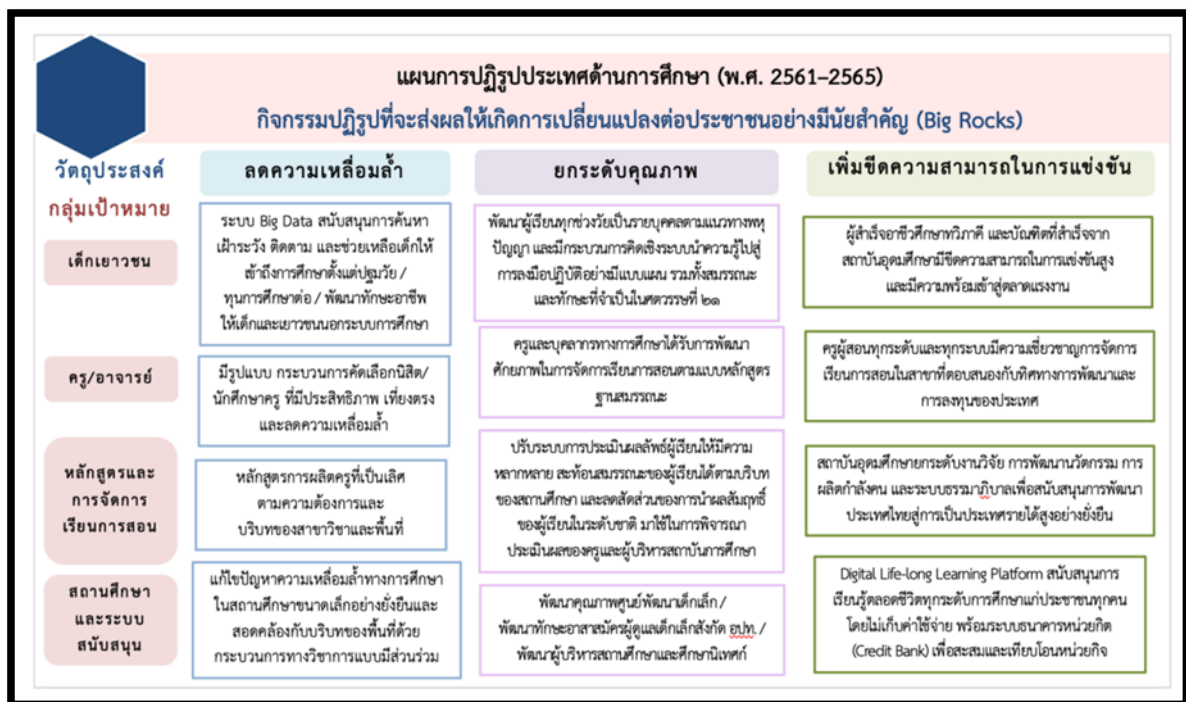 แผนการปฏิรูปประเทศด้านการศึกษา (พ.ศ. 2561–2565)
กิจกรรมปฏิรูปที่จะส่งผลให้เกิดการเปลี่ยนแปลงต่อประชาชนอย่างมีนัยสำคัญ (Big Rocks)
วัตถุประสงค์
กลุ่มเป้าหมาย
ลดความเหลื่อมล้ำ
ยกระดับคุณภาพ
เพิ่มขีดความสามารถในการแข่งขัน
เด็กเยาวชน
ระบบ Big Data สนับสนุนการค้นหา
เฝ้าระวัง ติดตาม และช่วยเหลือเด็กให้
เข้าถึงการศึกษาตั้งแต่ปฐมวัย /
ทุนการศึกษาต่อ / พัฒนาทักษะอาชีพ
ให้เด็กและเยาวชนนอกระบบการศึกษา
พัฒนาผู้เรียนทุกช่วงวัยเป็นรายบุคคลตามแนวทางพหุ
ปัญญา และมีกระบวนการคิดเชิงระบบนำความรู้ไปสู่
การลงมือปฏิบัติอย่างมีแบบแผน รวมทั้งสมรรถนะ
และทักษะที่จำเป็นในศตวรรษที่ ๒๑
ผู้สำเร็จอาชีวศึกษาทวิภาคี และบัณฑิตที่สำเร็จจาก
สถาบันอุดมศึกษามีขีดความสามารถในการแข่งขันสูง
และมีความพร้อมเข้าสู่ตลาดแรงงาน
ครู/อาจารย์
มีรูปแบบ กระบวนการคัดเลือกนิสิต/
นักศึกษาครู ที่มีประสิทธิภาพ เที่ยงตรง
และลดความเหลื่อมล้ำ
ครูและบุคลากรทางการศึกษาได้รับการพัฒนา
ศักยภาพในการจัดการเรียนการสอนตามแบบหลักสูตร
ฐานสมรรถนะ
ครูผู้สอนทุกระดับและทุกระบบมีความเชี่ยวชาญการจัดการ
เรียนการสอนในสาขาที่ตอบสนองกับทิศทางการพัฒนาและ
การลงทุนของประเทศ
หลักสูตรและ
การจัดการ
เรียนการสอน
หลักสูตรการผลิตครูที่เป็นเลิศ
ตามความต้องการและ
บริบทของสาขาวิชาและพื้นที่
ปรับระบบการประเมินผลลัพธ์ผู้เรียนให้มีความ
หลากหลาย สะท้อนสมรรถนะของผู้เรียนได้ตามบริบท
ของสถานศึกษา และลดสัดส่วนของการนำผลสัมฤทธิ์
ของผู้เรียนในระดับชาติ มาใช้ในการพิจารณา
ประเมินผลของครูและผู้บริหารสถาบันการศึกษา
สถาบันอุดมศึกษายกระดับงานวิจัย การพัฒนานวัตกรรม การ
ผลิตกำลังคน และระบบธรรมาภิบาลเพื่อสนับสนุนการพัฒนา
ประเทศไทยสู่การเป็นประเทศรายได้สูงอย่างยั่งยืน
สถานศึกษา
และระบบ
สนับสนุน
แก้ไขปัญหาความเหลื่อมล้ำทางการศึกษา
ในสถานศึกษาขนาดเล็กอย่างยั่งยืนและ
สอดคล้องกับบริบทของพื้นที่ด้วย
กระบวนการทางวิชาการแบบมีส่วนร่วม
พัฒนาคุณภาพศูนย์พัฒนาเด็กเล็ก /
พัฒนาทักษะอาสาสมัครผู้ดูแลเด็กเล็กสังกัด อปท. /
พัฒนาผู้บริหารสถานศึกษาและศึกษานิเทศก์
Digital Life-long Learning Platform สนับสนุนการ
เรียนรู้ตลอดชีวิตทุกระดับการศึกษาแก่ประชาชนทุกคน
โดยไม่เก็บค่าใช้จ่าย พร้อมระบบธนาคารหน่วยกิต
(Credit Bank) เพื่อสะสมและเทียบโอนหน่วยกิจ